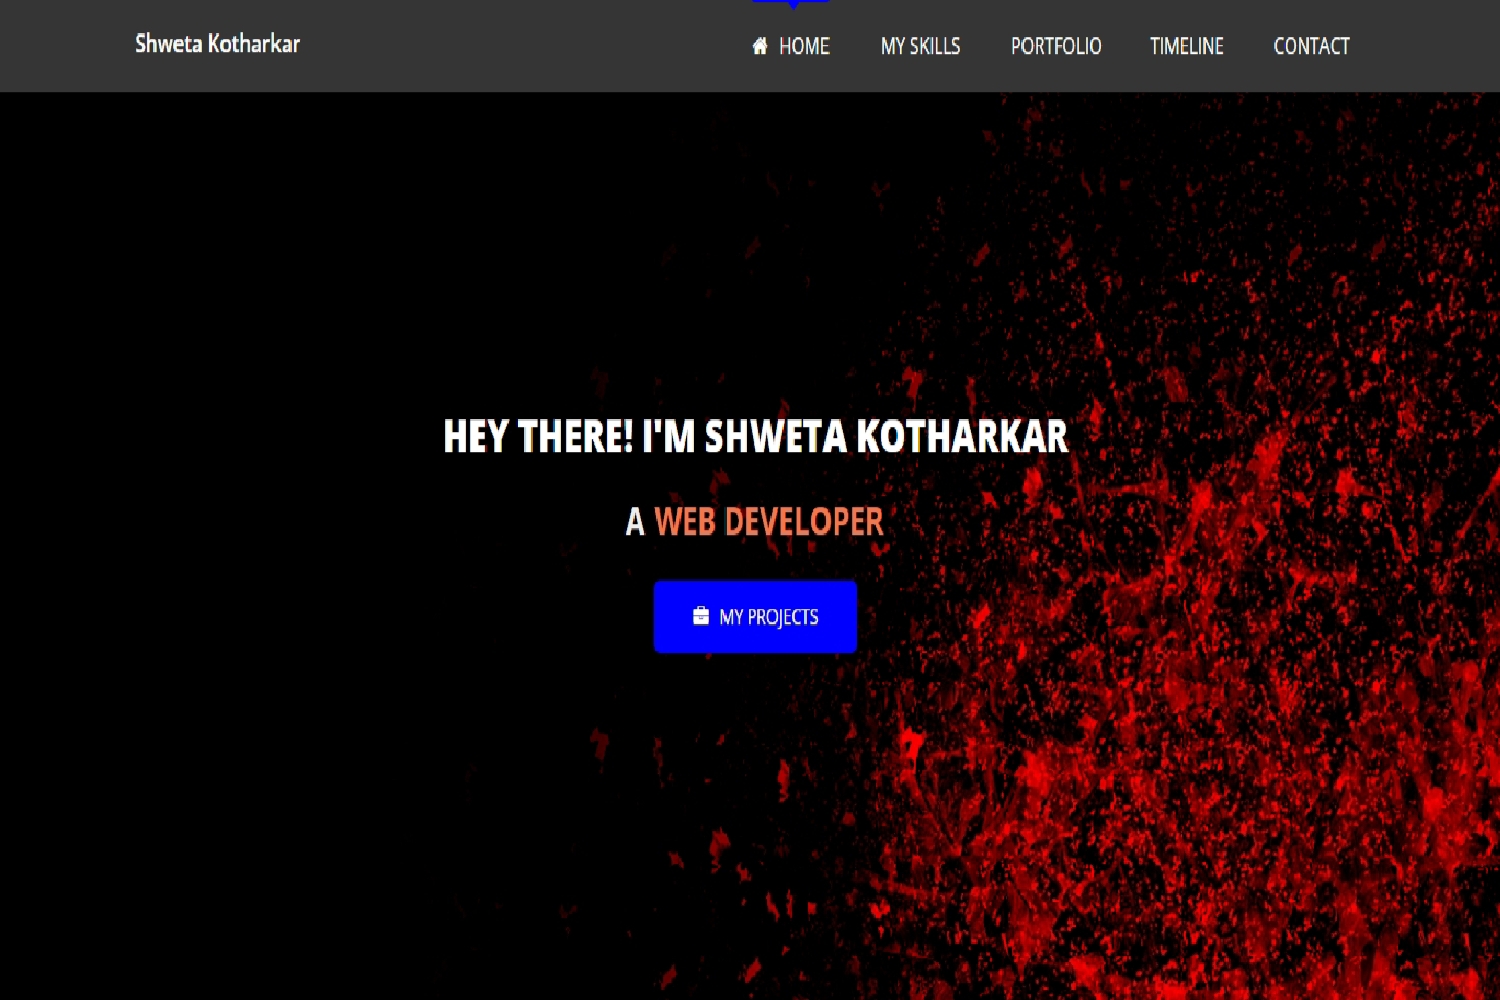 Shweta Kotharkar
HOME MY SKILLS PORTFOLIO TIMELINE CONTACT
HEY THERE! I'M SHWETA KOTHARKAR
A WEB DEVELOPER
MY PROJECTS